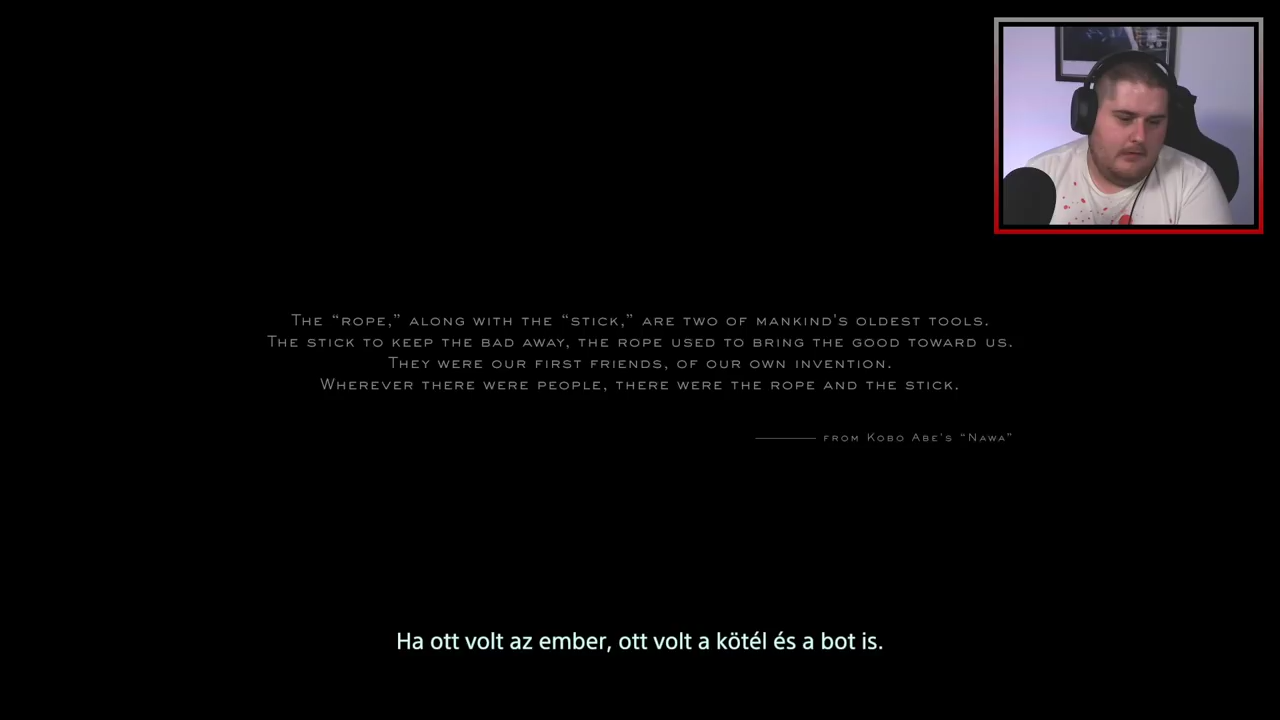 The “rope,” along with the “stick,” are two of mankind's oldest tools.
The stick to keep the bad away, the rope used to bring the good toward us.
They were our first friends, of our own invention.
Wherever there were people, there were the rope and the stick.
——— from Kobo Abe's “Nawa”
Ha ott volt az ember, ott volt a kötél és a bot is.